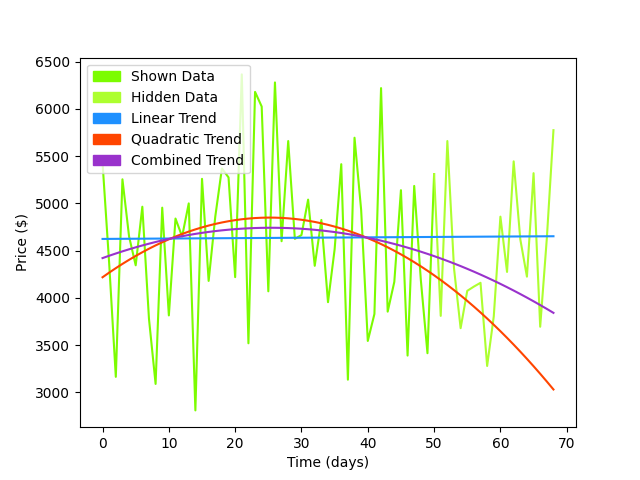 6500
6000
5500
5000
4500
4000
3500
3000
Price ($)
Shown Data
Hidden Data
Linear Trend
Quadratic Trend
Combined Trend
0 10 20 30 40 50 60 70
Time (days)